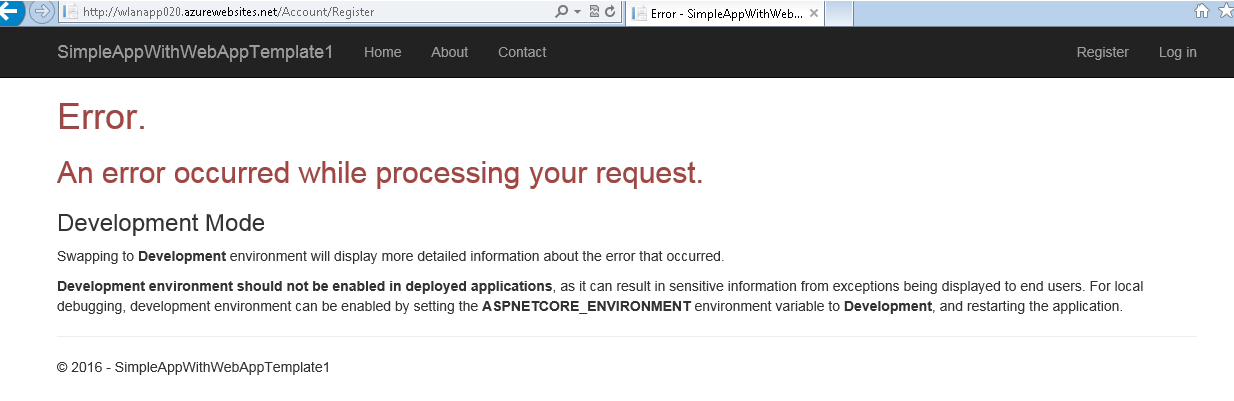 http://wlanapp020.azurewebsites.net/Account/Register
Error - SimpleAppWithWeb...
SimpleAppWithWebAppTemplate1 Home About Contact Register Log in
Error.
An error occurred while processing your request.
Development Mode
Swapping to Development environment will display more detailed information about the error that occurred.
Development environment should not be enabled in deployed applications, as it can result in sensitive information from exceptions being displayed to end users. For local
debugging, development environment can be enabled by setting the ASPNETCORE_ENVIRONMENT environment variable to Development, and restarting the application.
© 2016 - SimpleAppWithWebAppTemplate1